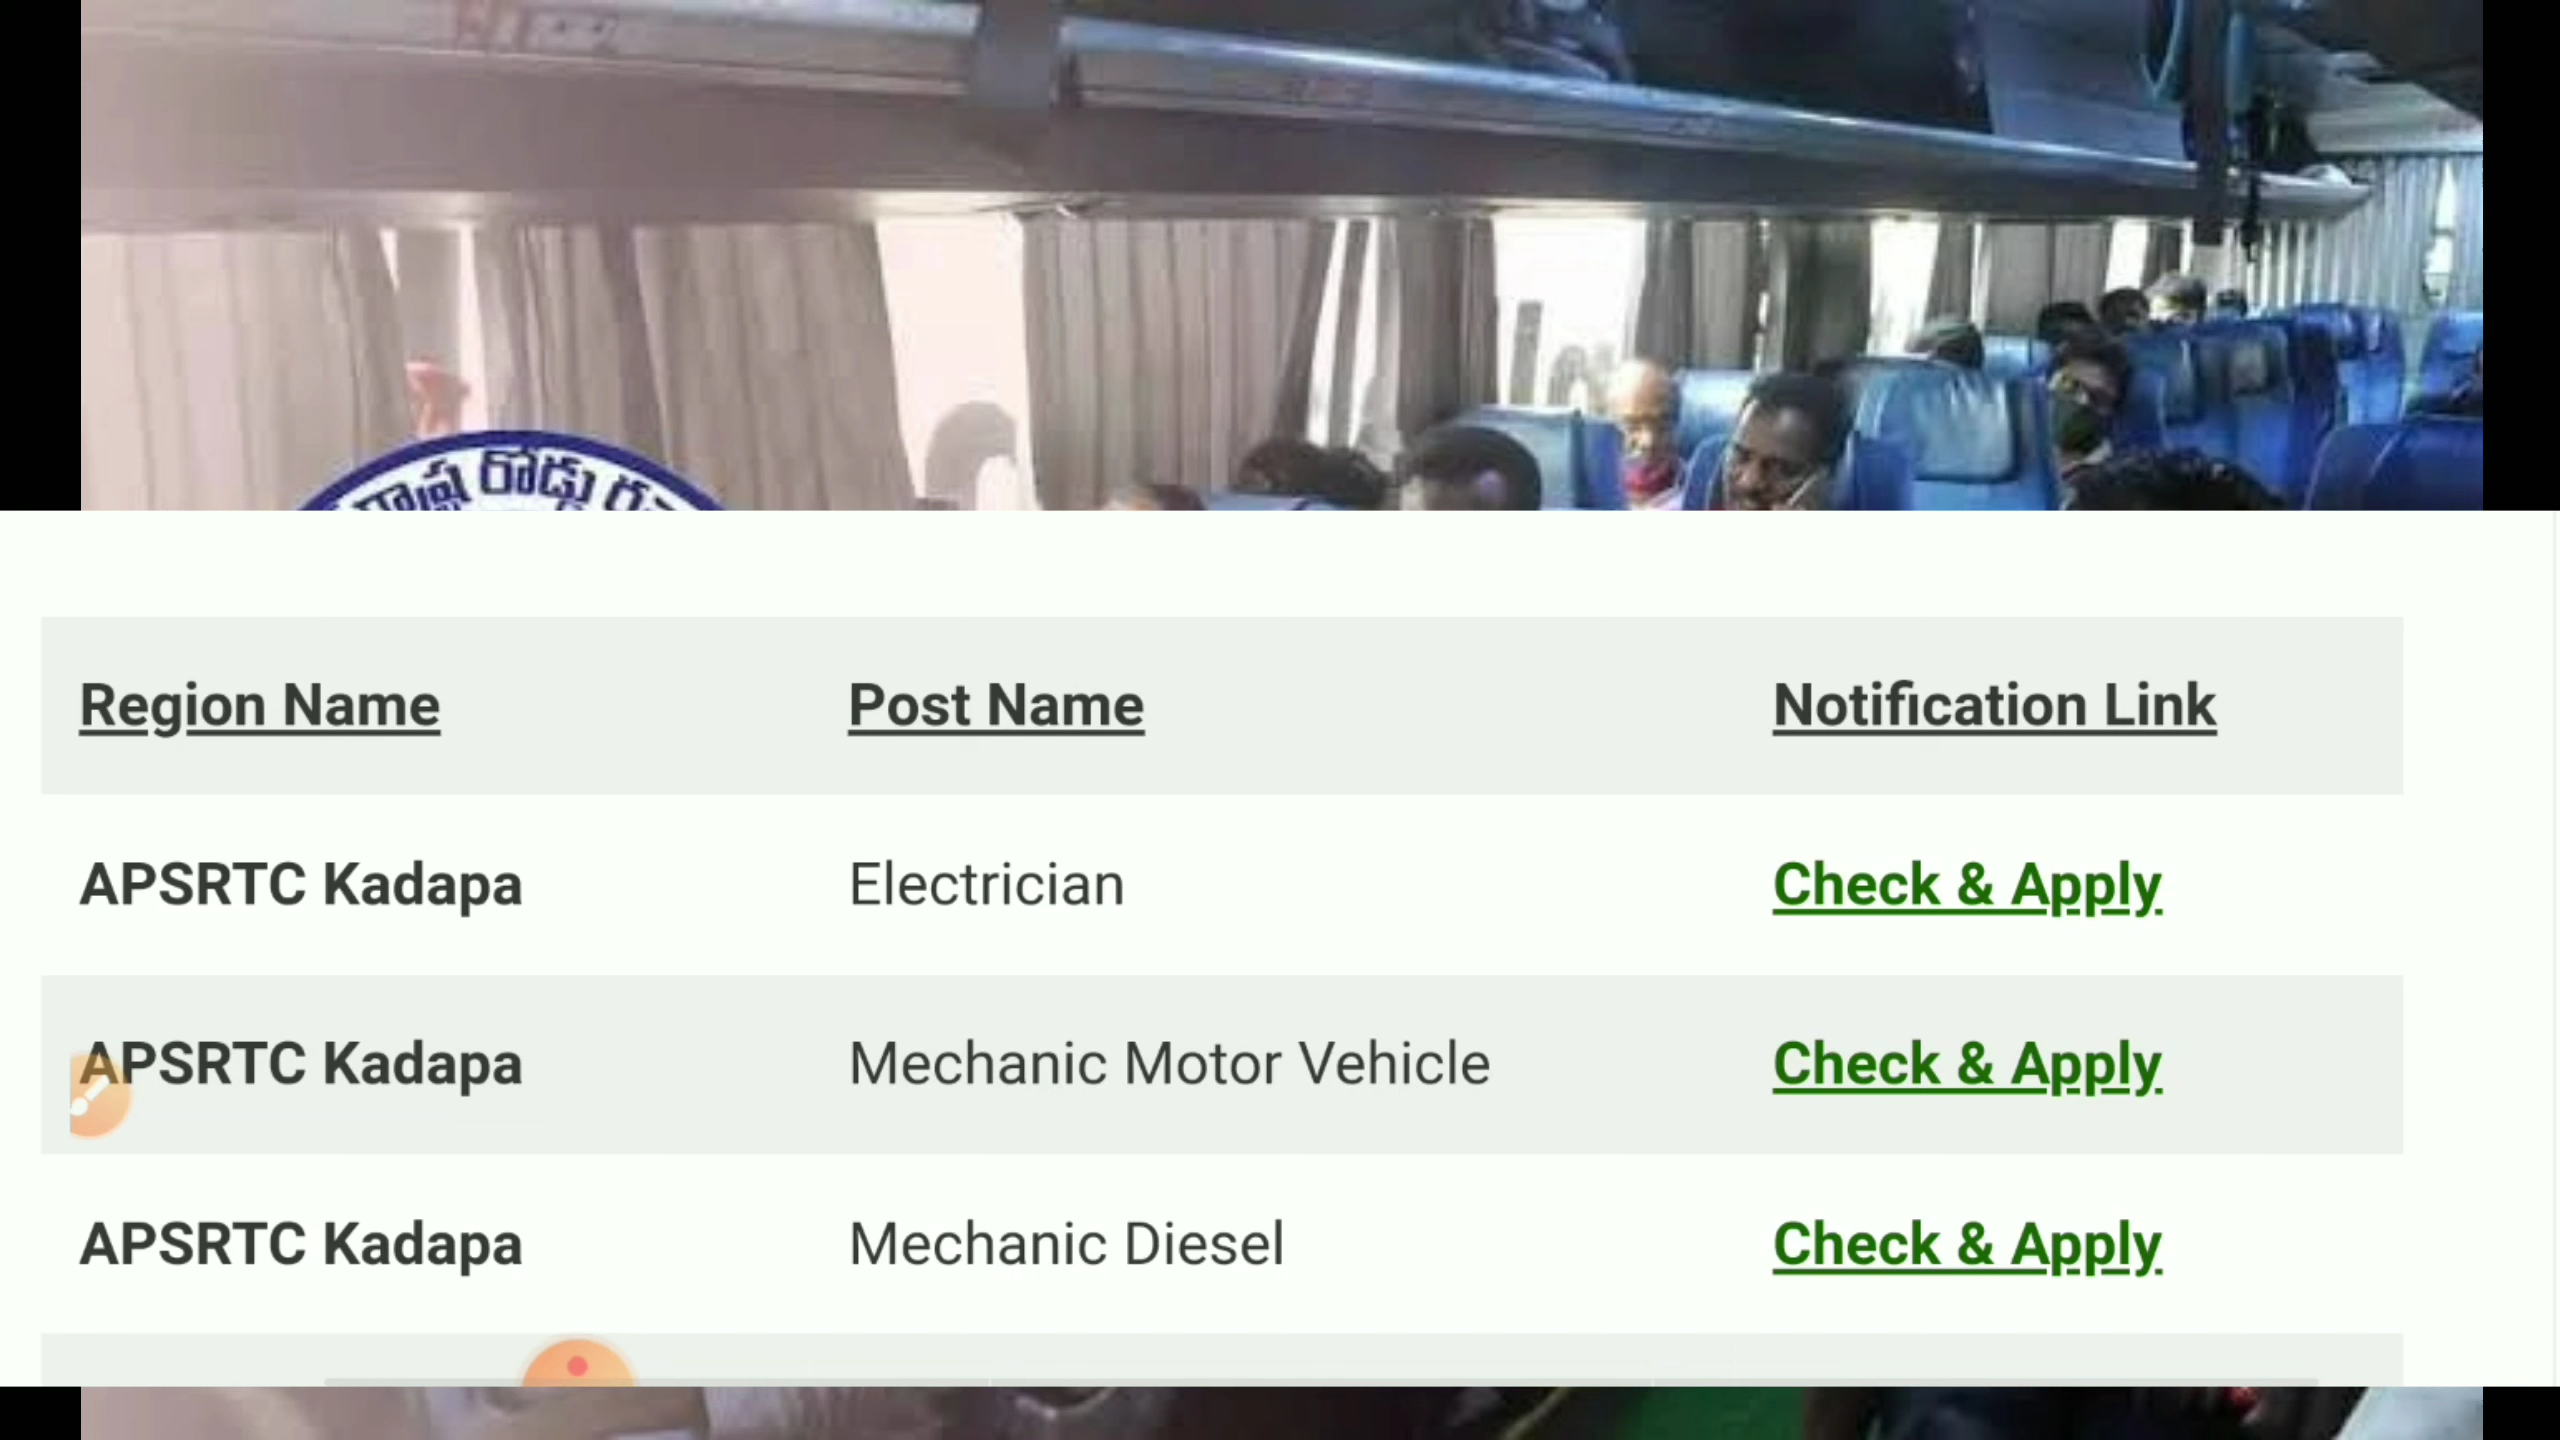 రోడ్డు
Region Name Post Name Notification Link
APSRTC Kadapa Electrician Check & Apply
APSRTC Kadapa Mechanic Motor Vehicle Check & Apply
APSRTC Kadapa Mechanic Diesel Check & Apply